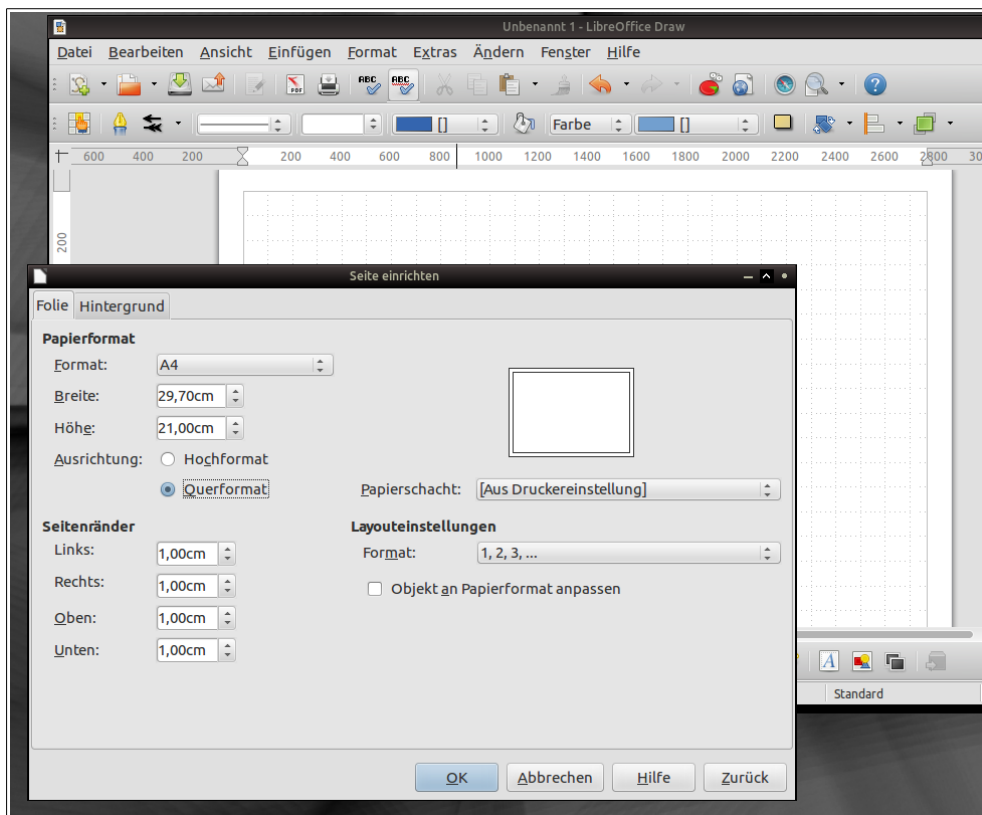 Unbenannt 1 - LibreOffice Draw
Datei Bearbeiten Ansicht Einfügen Format Extras Ändern Fenster Hilfe
PDF ABC ABC
[] Farbe []
600 400 200 200 400 600 800 1000 1200 1400 1600 1800 2000 2200 2400 2600 2800 30
200
Seite einrichten
Folie Hintergrund
Papierformat
Format: A4
Breite: 29,70cm
Höhe: 21,00cm
Ausrichtung: Hochformat
Querformat Papierschacht: [Aus Druckereinstellung]
Seitenränder Layouteinstellungen
Links: 1,00cm Format: 1, 2, 3, ...
Rechts: 1,00cm Objekt an Papierformat anpassen
Oben: 1,00cm
Unten: 1,00cm
A
Standard
OK Abbrechen Hilfe Zurück